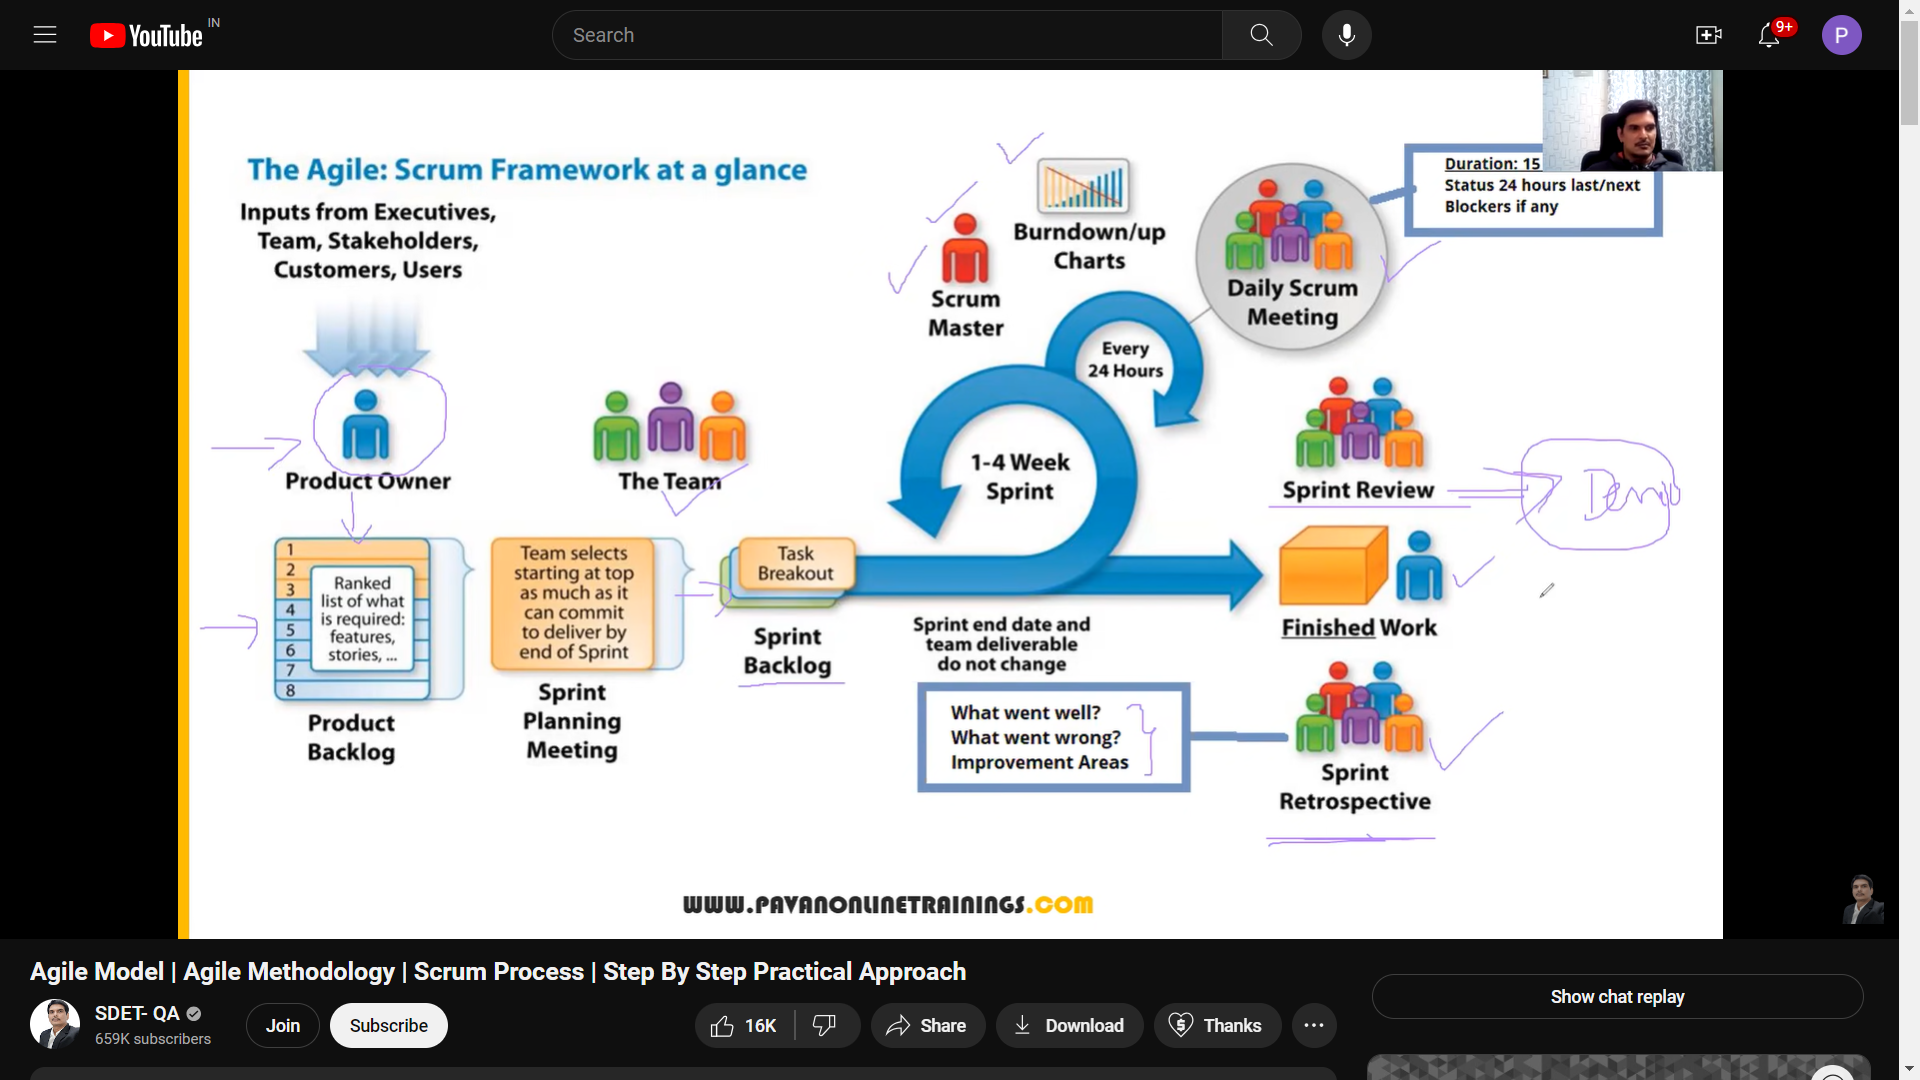 YouTube IN
Search
9+
P
The Agile: Scrum Framework at a glance
Inputs from Executives,
Team, Stakeholders,
Customers, Users
Product Owner
The Team
Scrum
Master
Burndown/up
Charts
Every
24 Hours
Daily Scrum
Meeting
Duration: 15
Status 24 hours last/next
Blockers if any
1-4 Week
Sprint
Sprint Review
1
2
3
4
5
6
7
8
Ranked
list of what
is required:
features,
stories, ...
Product
Backlog
Team selects
starting at top
as much as it
can commit
to deliver by
end of Sprint
Sprint
Planning
Meeting
Task
Breakout
Sprint
Backlog
Sprint end date and
team deliverable
do not change
Finished Work
What went well?
What went wrong?
Improvement Areas
Sprint
Retrospective
WWW.PAVANONLINETRAININGS.COM
Agile Model | Agile Methodology | Scrum Process | Step By Step Practical Approach
SDET- QA
659K subscribers
Join
Subscribe
16K
Share
Download
Thanks
Show chat replay